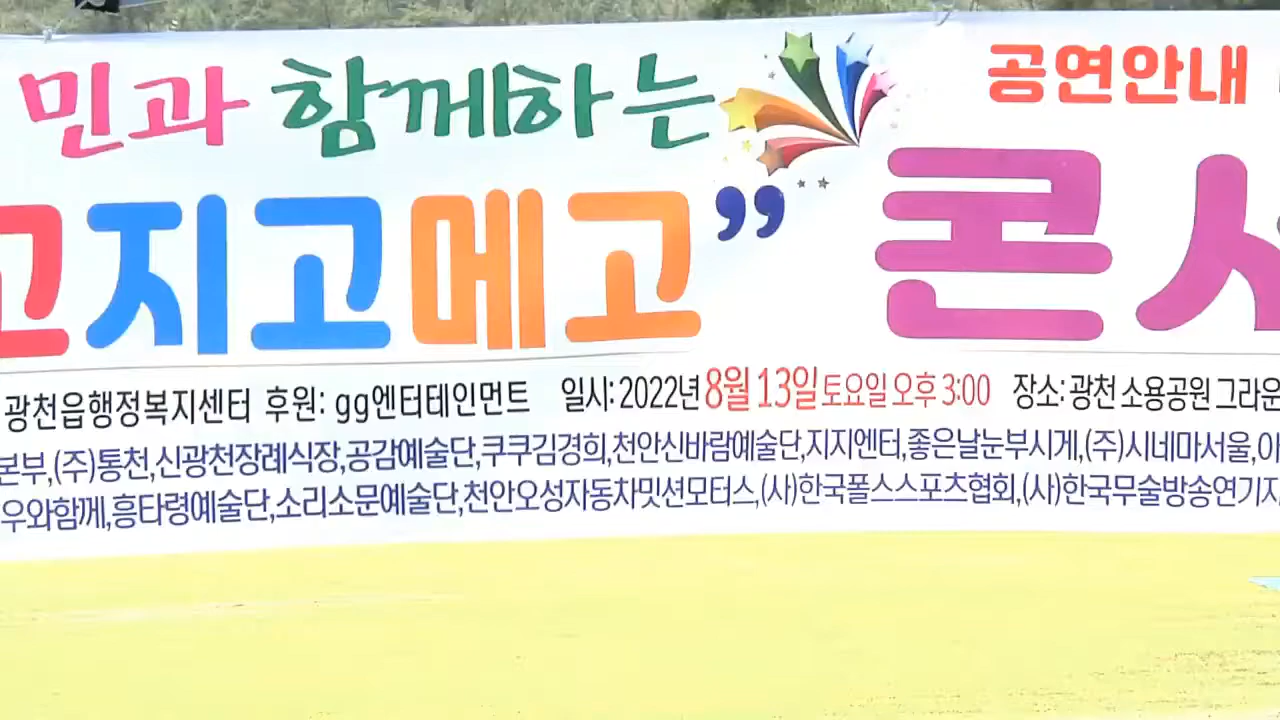 민과 함께하는 공연안내
고지고메고” 콘서
광천읍행정복지센터 후원: gg엔터테인먼트 일시: 2022년 8월 13일 토요일 오후 3:00 장소: 광천 소용공원 그라운
본부,(주)통천,신광천장례식장,공감예술단,쿠쿠김경희,천안신바람예술단,지지엔터,좋은날눈부시게,(주)시네마서울,
우와함께,흥타령예술단,소리소문예술단,천안오성자동차밋션모터스,(사)한국폴스스포츠협회,(사)한국무술방송연기자